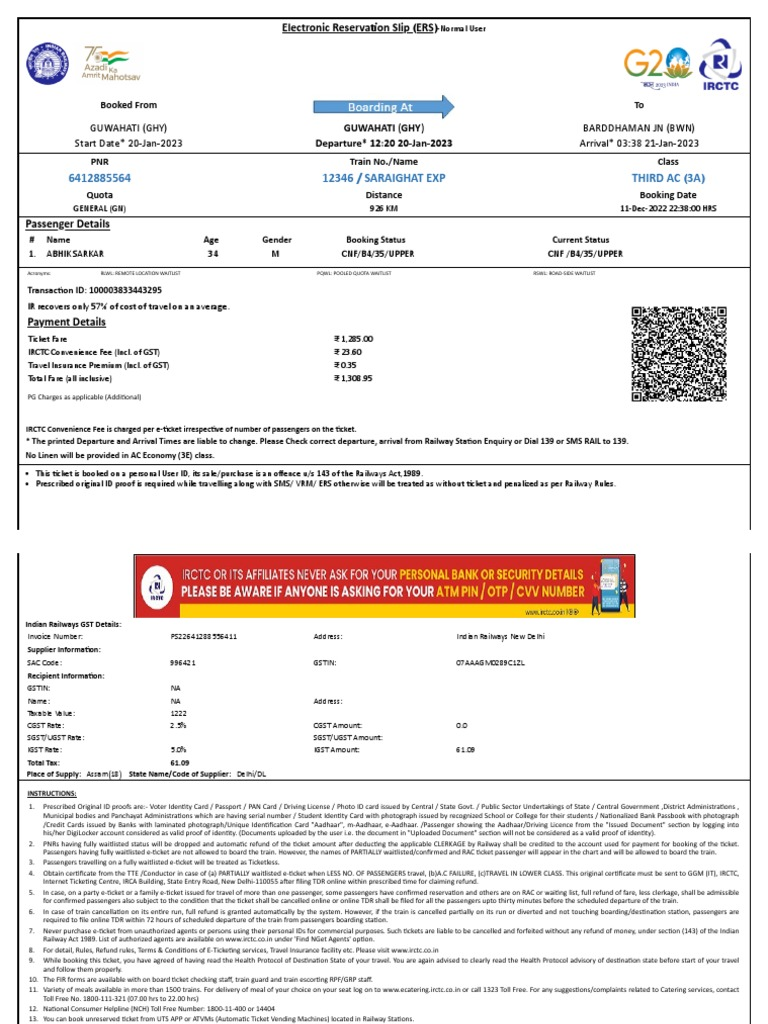 Electronic Reservation Slip (ERS)-Normal User
75 Azadi Ka Amrit Mahotsav
G20
2023 INDIA
IRCTC
Booked From
Boarding At
To
GUWAHATI (GHY)
GUWAHATI (GHY)
BARDDHAMAN JN (BWN)
Start Date* 20-Jan-2023
Departure* 12:20 20-Jan-2023
Arrival* 03:38 21-Jan-2023
PNR
Train No./Name
Class
6412885564
12346 / SARAIGHAT EXP
THIRD AC (3A)
Quota
Distance
Booking Date
GENERAL (GN)
926 KM
11-Dec-2022 22:38:00 HRS
Passenger Details
# Name Age Gender Booking Status Current Status
1. ABHIK SARKAR 34 M CNF/B4/35/UPPER CNF /B4/35/UPPER
Acronyms: RLWL: REMOTE LOCATION WAITLIST PQWL: POOLED QUOTA WAITLIST RSWL: ROAD-SIDE WAITLIST
Transaction ID: 100003833443295
IR recovers only 57% of cost of travel on an average.
Payment Details
Ticket Fare ₹ 1,285.00
IRCTC Convenience Fee (Incl. of GST) ₹ 23.60
Travel Insurance Premium (Incl. of GST) ₹ 0.35
Total Fare (all inclusive) ₹ 1,308.95
PG Charges as applicable (Additional)
IRCTC Convenience Fee is charged per e-ticket irrespective of number of passengers on the ticket.
* The printed Departure and Arrival Times are liable to change. Please Check correct departure, arrival from Railway Station Enquiry or Dial 139 or SMS RAIL to 139.
No Linen will be provided in AC Economy (3E) class.
• This ticket is booked on a personal User ID, its sale/purchase is an offence u/s 143 of the Railways Act,1989.
• Prescribed original ID proof is required while travelling along with SMS/ VRM/ ERS otherwise will be treated as without ticket and penalized as per Railway Rules.
IRCTC
IRCTC OR ITS AFFILIATES NEVER ASK FOR YOUR PERSONAL BANK OR SECURITY DETAILS
PLEASE BE AWARE IF ANYONE IS ASKING FOR YOUR ATM PIN / OTP / CVV NUMBER
www.irctc.co.in
Indian Railways GST Details:
Invoice Number: PS22641288556411 Address: Indian Railways New Delhi
Supplier Information:
SAC Code: 996421 GSTIN: 07AAAGM0289C1ZL
Recipient Information:
GSTIN: NA
Name: NA Address:
Taxable Value: 1222
CGST Rate: 2.5% CGST Amount: 0.0
SGST/UGST Rate: SGST/UGST Amount:
IGST Rate: 5.0% IGST Amount: 61.09
Total Tax: 61.09
Place of Supply: Assam(18) State Name/Code of Supplier: Delhi/DL
INSTRUCTIONS:
1. Prescribed Original ID proofs are:- Voter Identity Card / Passport / PAN Card / Driving License / Photo ID card issued by Central / State Govt. / Public Sector Undertakings of State / Central Government ,District Administrations ,
Municipal bodies and Panchayat Administrations which are having serial number / Student Identity Card with photograph issued by recognized School or College for their students / Nationalized Bank Passbook with photograph
/Credit Cards issued by Banks with laminated photograph/Unique Identification Card "Aadhaar", m-Aadhaar, e-Aadhaar. /Passenger showing the Aadhaar/Driving Licence from the "Issued Document" section by logging into
his/her DigiLocker account considered as valid proof of identity. (Documents uploaded by the user i.e. the document in "Uploaded Document" section will not be considered as a valid proof of identity).
2. PNRs having fully waitlisted status will be dropped and automatic refund of the ticket amount after deducting the applicable CLERKAGE by Railway shall be credited to the account used for payment for booking of the ticket.
Passengers having fully waitlisted e-ticket are not allowed to board the train. However, the names of PARTIALLY waitlisted/confirmed and RAC ticket passenger will appear in the chart and will be allowed to board the train.
3. Passengers travelling on a fully waitlisted e-ticket will be treated as Ticketless.
4. Obtain certificate from the TTE /Conductor in case of (a) PARTIALLY waitlisted e-ticket when LESS NO. OF PASSENGERS travel, (b)A.C FAILURE, (c)TRAVEL IN LOWER CLASS. This original certificate must be sent to GGM (IT), IRCTC,
Internet Ticketing Centre, IRCA Building, State Entry Road, New Delhi-110055 after filing TDR online within prescribed time for claiming refund.
5. In case, on a party e-ticket or a family e-ticket issued for travel of more than one passenger, some passengers have confirmed reservation and others are on RAC or waiting list, full refund of fare, less clerkage, shall be admissible
for confirmed passengers also subject to the condition that the ticket shall be cancelled online or online TDR shall be filed for all the passengers upto thirty minutes before the scheduled departure of the train.
6. In case of train cancellation on its entire run, full refund is granted automatically by the system. However, if the train is cancelled partially on its run or diverted and not touching boarding/destination station, passengers are
required to file online TDR within 72 hours of scheduled departure of the train from passengers boarding station.
7. Never purchase e-ticket from unauthorized agents or persons using their personal IDs for commercial purposes. Such tickets are liable to be cancelled and forfeited without any refund of money, under section (143) of the Indian
Railway Act 1989. List of authorized agents are available on www.irctc.co.in under 'Find NGet Agents' option.
8. For detail, Rules, Refund rules, Terms & Conditions of E-Ticketing services, Travel Insurance facility etc. Please visit www.irctc.co.in
9. While booking this ticket, you have agreed of having read the Health Protocol of Destination State of your travel. You are again advised to clearly read the Health Protocol advisory of destination state before start of your travel
and follow them properly.
10. The FIR forms are available with on board ticket checking staff, train guard and train escorting RPF/GRP staff.
11. Variety of meals available in more than 1500 trains. For delivery of meal of your choice on your seat log on to www.ecatering.irctc.co.in or call 1323 Toll Free. For any suggestions/complaints related to Catering services, contact
Toll Free No. 1800-111-321 (07.00 hrs to 22.00 hrs)
12. National Consumer Helpline (NCH) Toll Free Number: 1800-11-400 or 14404
13. You can book unreserved ticket from UTS APP or ATVMs (Automatic Ticket Vending Machines) located in Railway Stations.